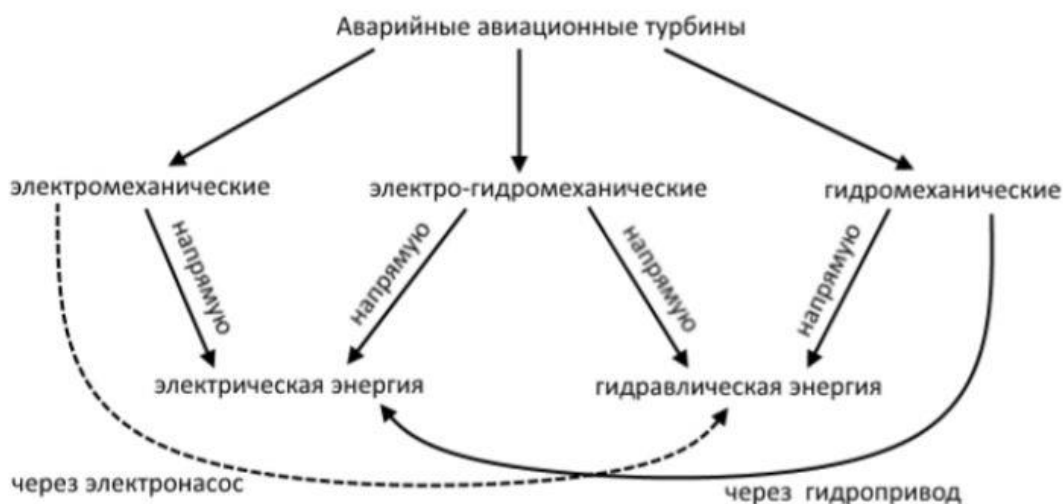 Аварийные авиационные турбины
электромеханические
электро-гидромеханические
гидромеханические
напрямую
напрямую
напрямую
напрямую
электрическая энергия
гидравлическая энергия
через электронасос
через гидропривод